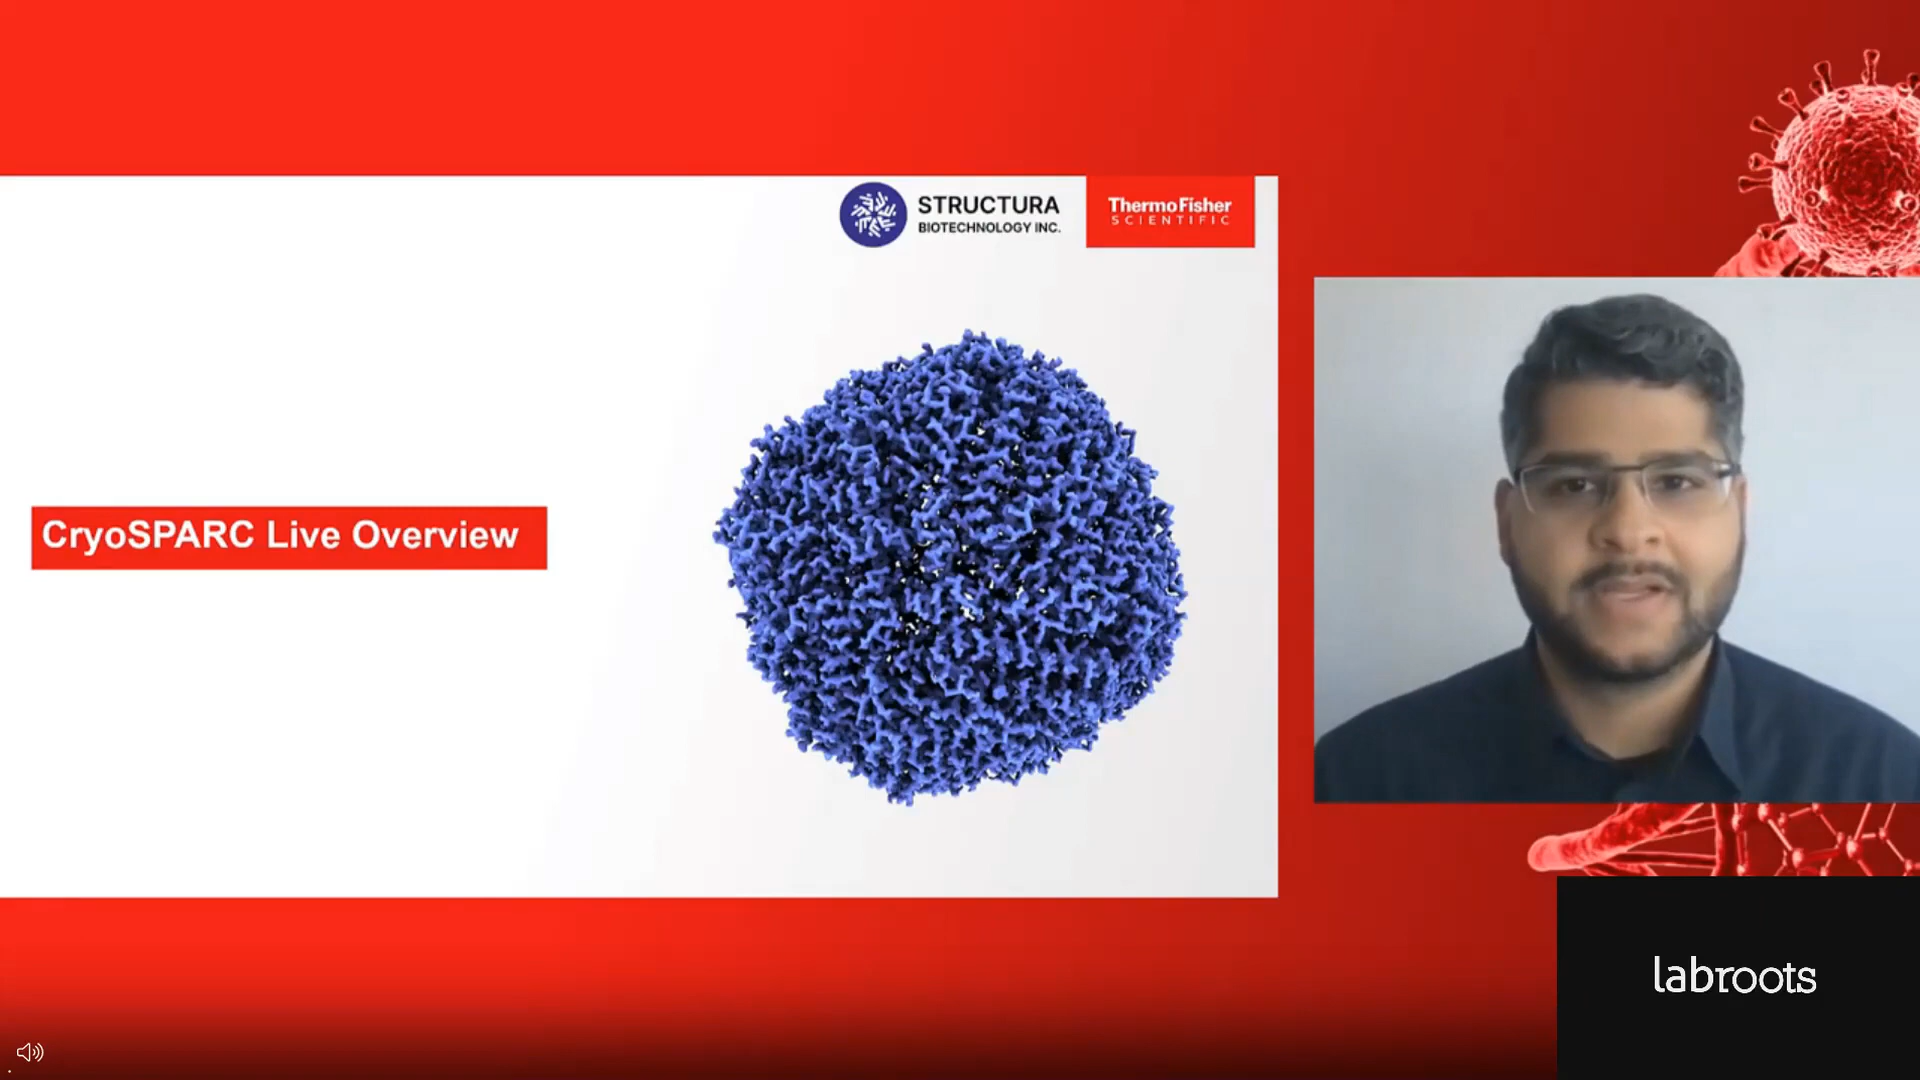 STRUCTURA
BIOTECHNOLOGY INC.
ThermoFisher
SCIENTIFIC
CryoSPARC Live Overview
labroots